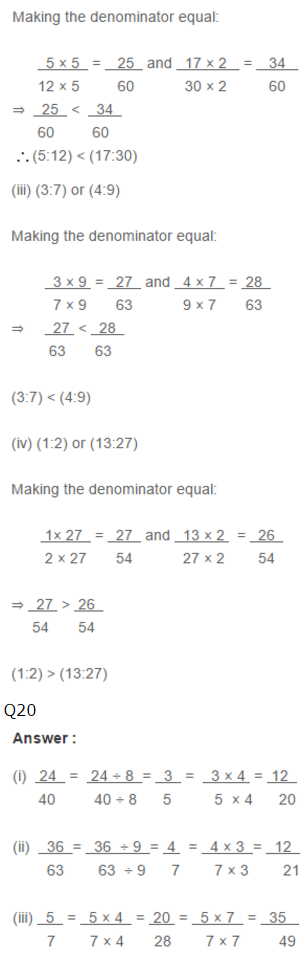 Making the denominator equal:
5 × 5 = 25 and 17 × 2 = 34
12 × 5 60 30 × 2 60
⇒ 25 < 34
60 60
∴ (5:12) < (17:30)
(iii) (3:7) or (4:9)
Making the denominator equal:
3 × 9 = 27 and 4 × 7 = 28
7 × 9 63 9 × 7 63
⇒ 27 < 28
63 63
(3:7) < (4:9)
(iv) (1:2) or (13:27)
Making the denominator equal:
1× 27 = 27 and 13 × 2 = 26
2 × 27 54 27 × 2 54
⇒ 27 > 26
54 54
(1:2) > (13:27)
Q20
Answer :
(i) 24 = 24 ÷ 8 = 3 = 3 × 4 = 12
40 40 ÷ 8 5 5 × 4 20
(ii) 36 = 36 ÷ 9 = 4 = 4 × 3 = 12
63 63 ÷ 9 7 7 × 3 21
(iii) 5 = 5 × 4 = 20 = 5 × 7 = 35
7 7 × 4 28 7 × 7 49